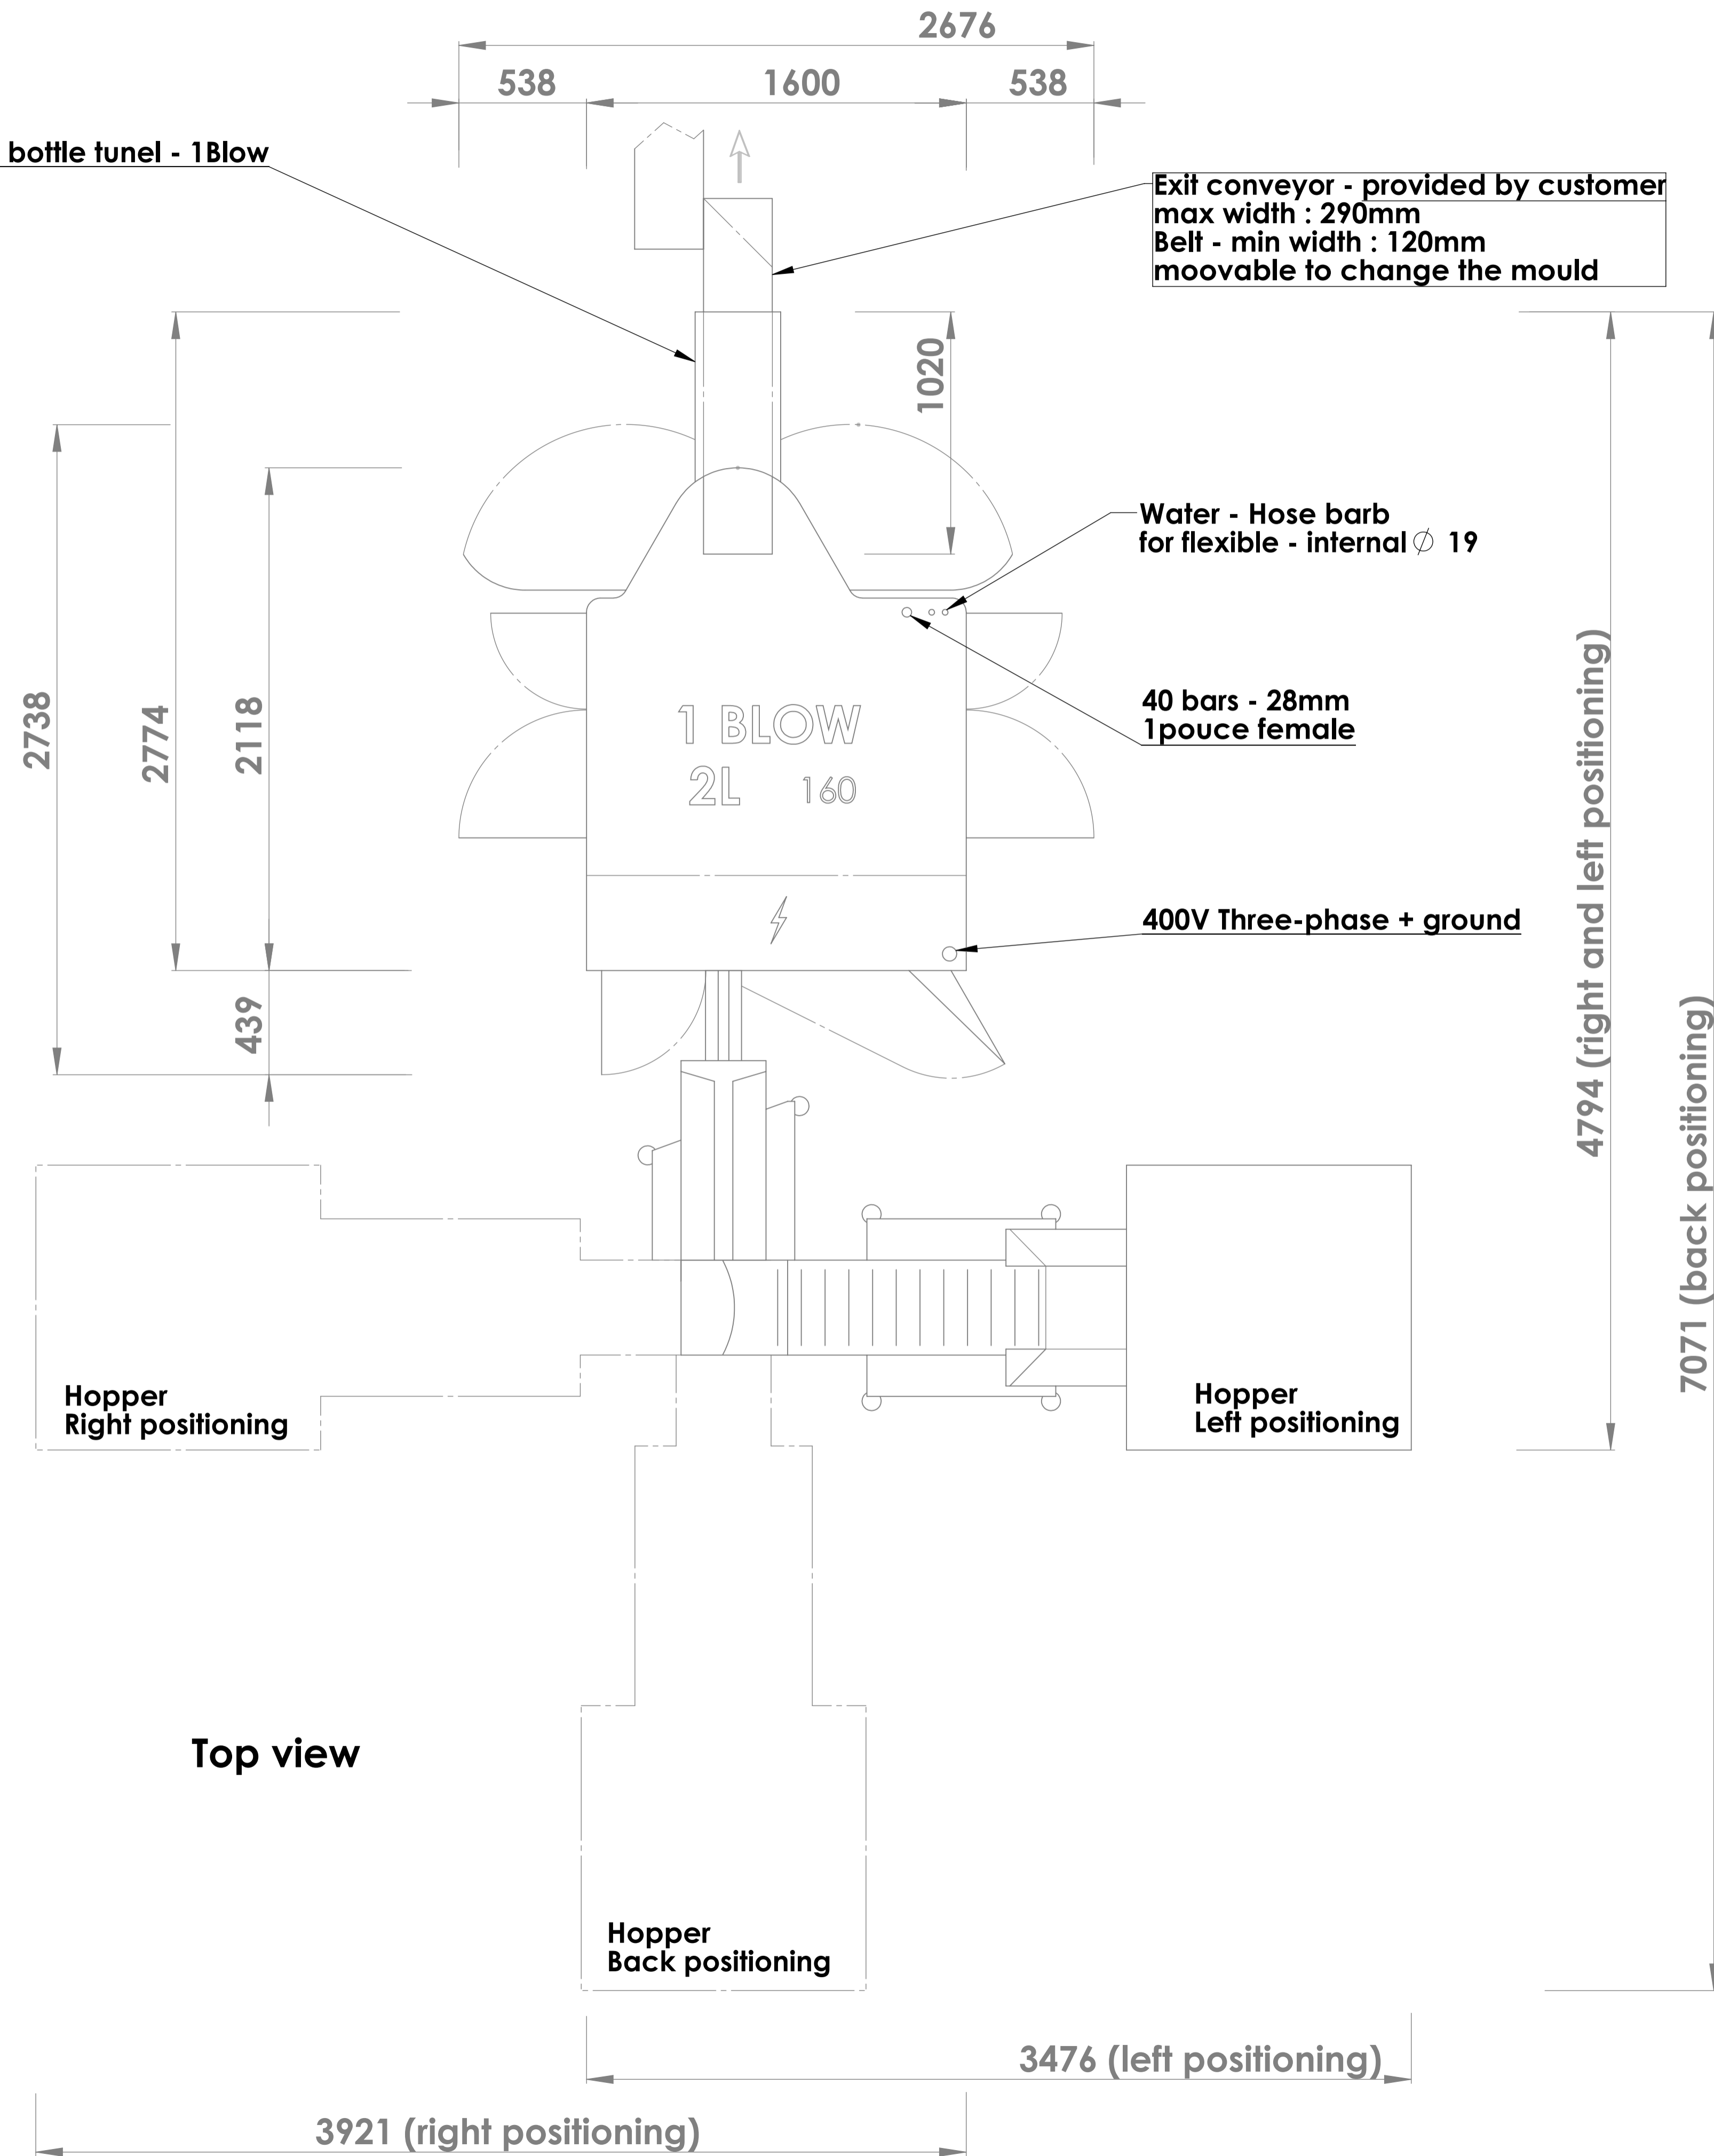 2676
538
1600
538
bottle tunel - 1Blow
Exit conveyor - provided by customer
max width : 290mm
Belt - min width : 120mm
moovable to change the mould
1020
Water - Hose barb
for flexible - internal ∅ 19
2738
2774
2118
1 BLOW
2L 160
40 bars - 28mm
1pouce female
4794 (right and left positioning)
400V Three-phase + ground
439
7071 (back positioning)
Hopper
Right positioning
Hopper
Left positioning
Top view
Hopper
Back positioning
3476 (left positioning)
3921 (right positioning)